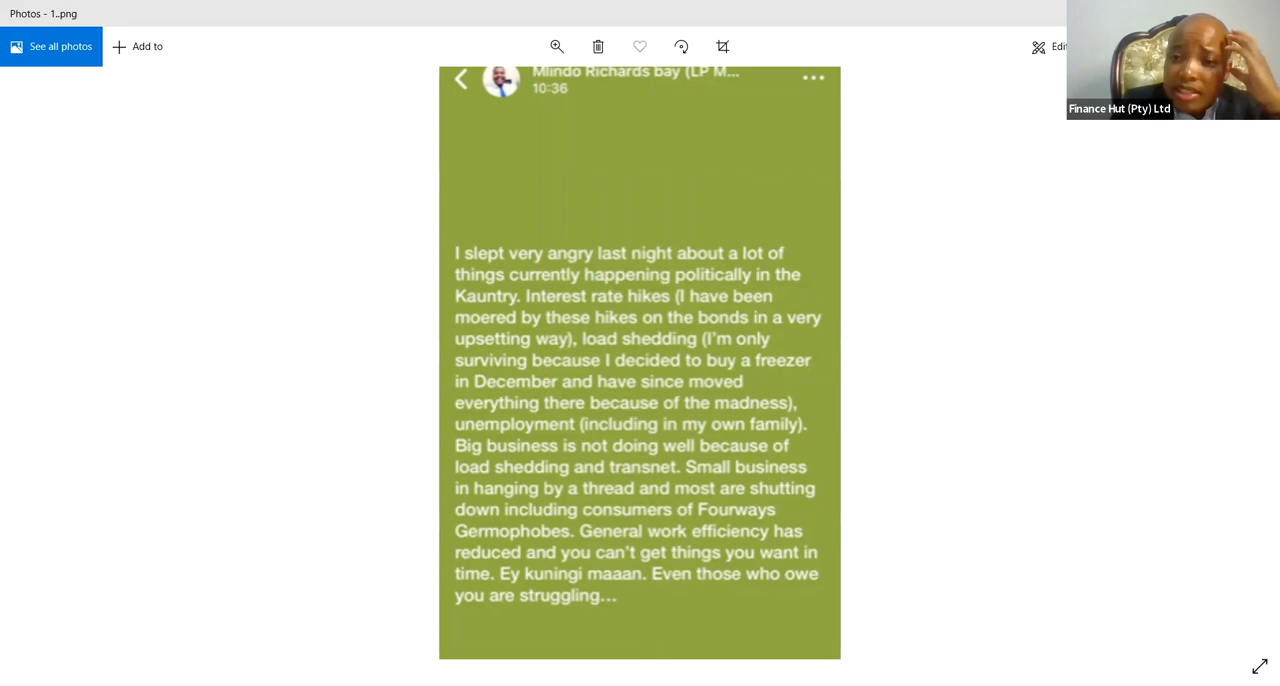 Photos - 1..png
See all photos
Add to
Edit
Finance Hut (Pty) Ltd
Mlindo Richards bay (LP M...
10:36
I slept very angry last night about a lot of
things currently happening politically in the
Kauntry. Interest rate hikes (I have been
moered by these hikes on the bonds in a very
upsetting way), load shedding (I'm only
surviving because I decided to buy a freezer
in December and have since moved
everything there because of the madness),
unemployment (including in my own family).
Big business is not doing well because of
load shedding and transnet. Small business
in hanging by a thread and most are shutting
down including consumers of Fourways
Germophobes. General work efficiency has
reduced and you can't get things you want in
time. Ey kuningi maaan. Even those who owe
you are struggling...